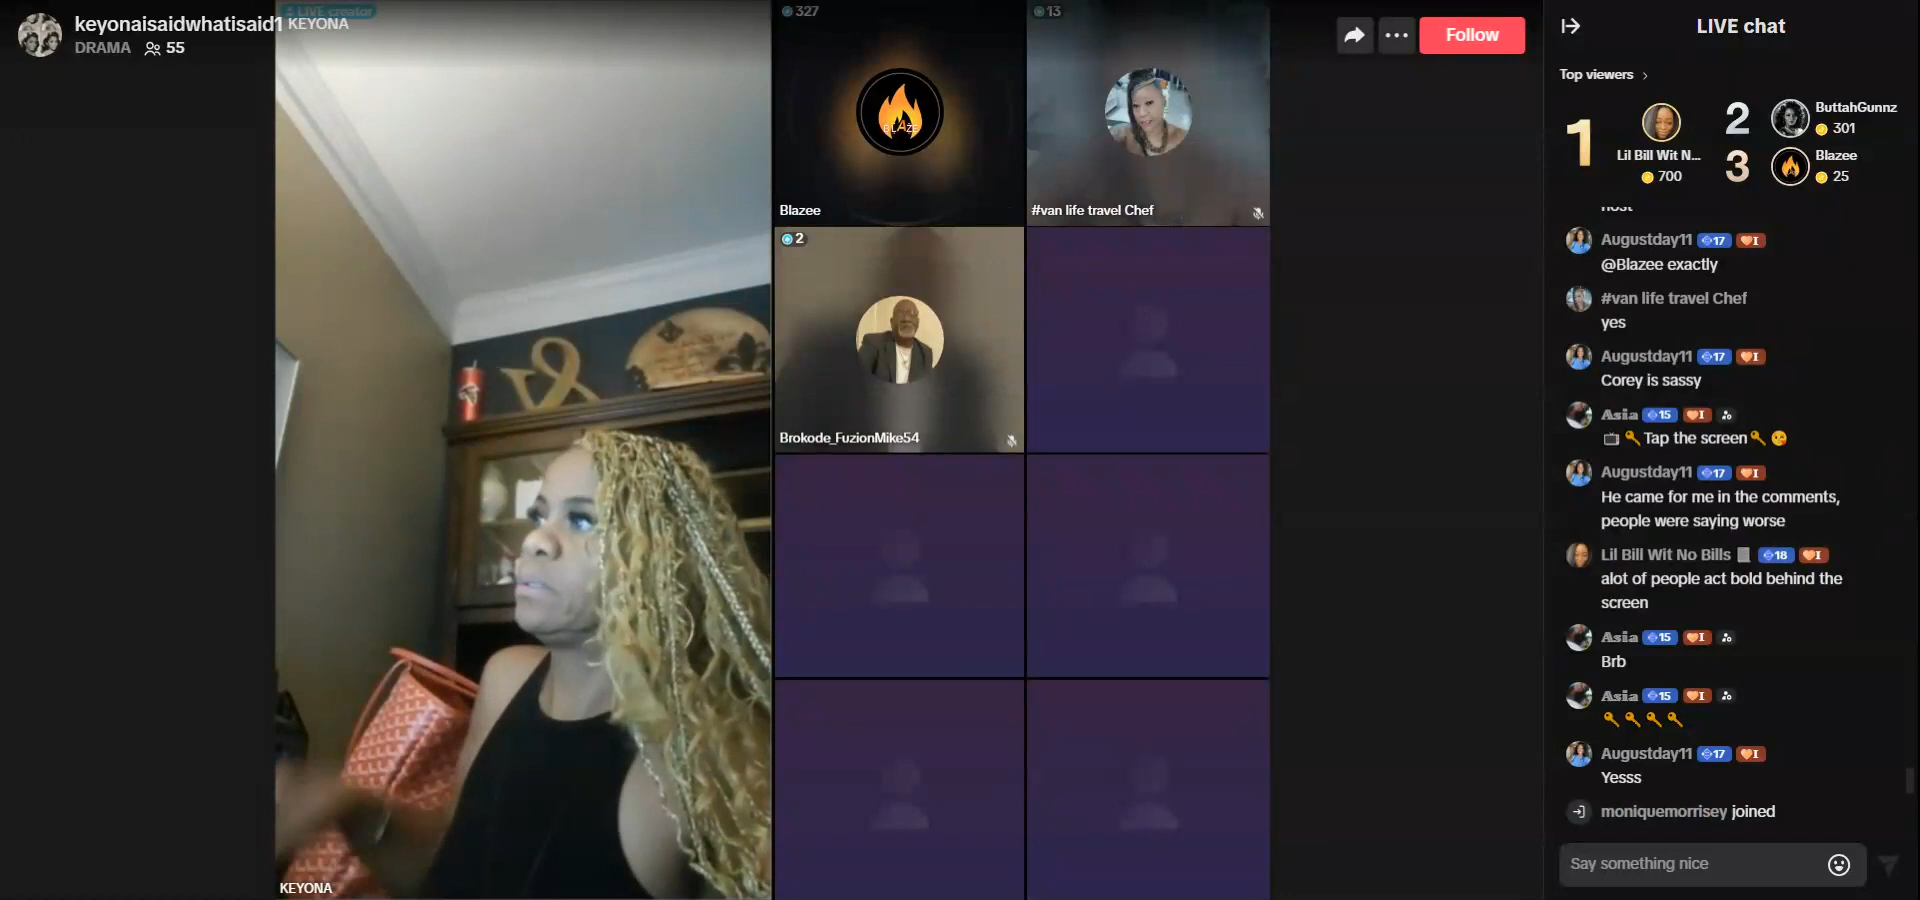 keyonaisaidwhatisaid1
DRAMA 55
LIVE creator
KEYONA
327
BLAZE
Blazee
13
#van life travel Chef
2
Brokode_FuzionMike54
KEYONA
Follow
LIVE chat
Top viewers
1
Lil Bill Wit N...
700
2
ButtahGunnz
301
3
Blazee
25
host
Augustday11 17 I
@Blazee exactly
#van life travel Chef
yes
Augustday11 17 I
Corey is sassy
Asia 15 I
Tap the screen
Augustday11 17 I
He came for me in the comments,
people were saying worse
Lil Bill Wit No Bills 18 I
alot of people act bold behind the
screen
Asia 15 I
Brb
Asia 15 I
Augustday11 17 I
Yesss
moniquemorrisey joined
Say something nice